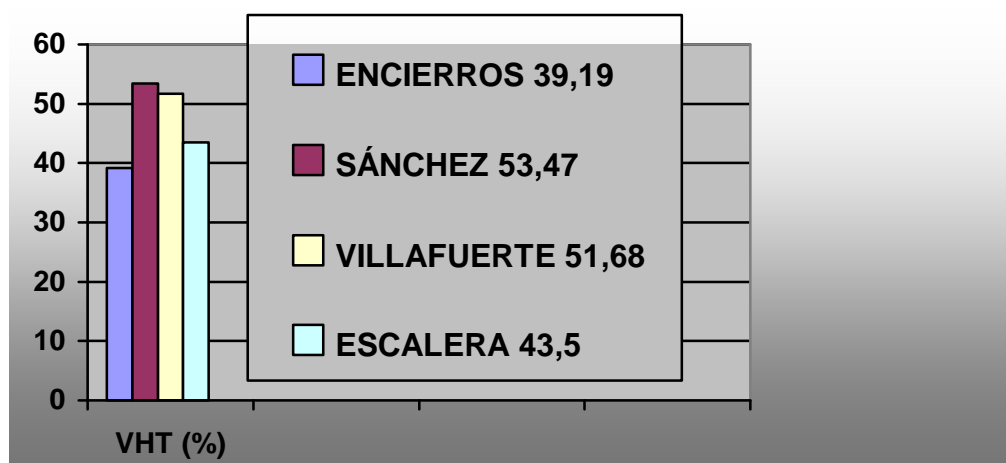 60
50
40
30
20
10
0
VHT (%)
ENCIERROS 39,19
SÁNCHEZ 53,47
VILLAFUERTE 51,68
ESCALERA 43,5